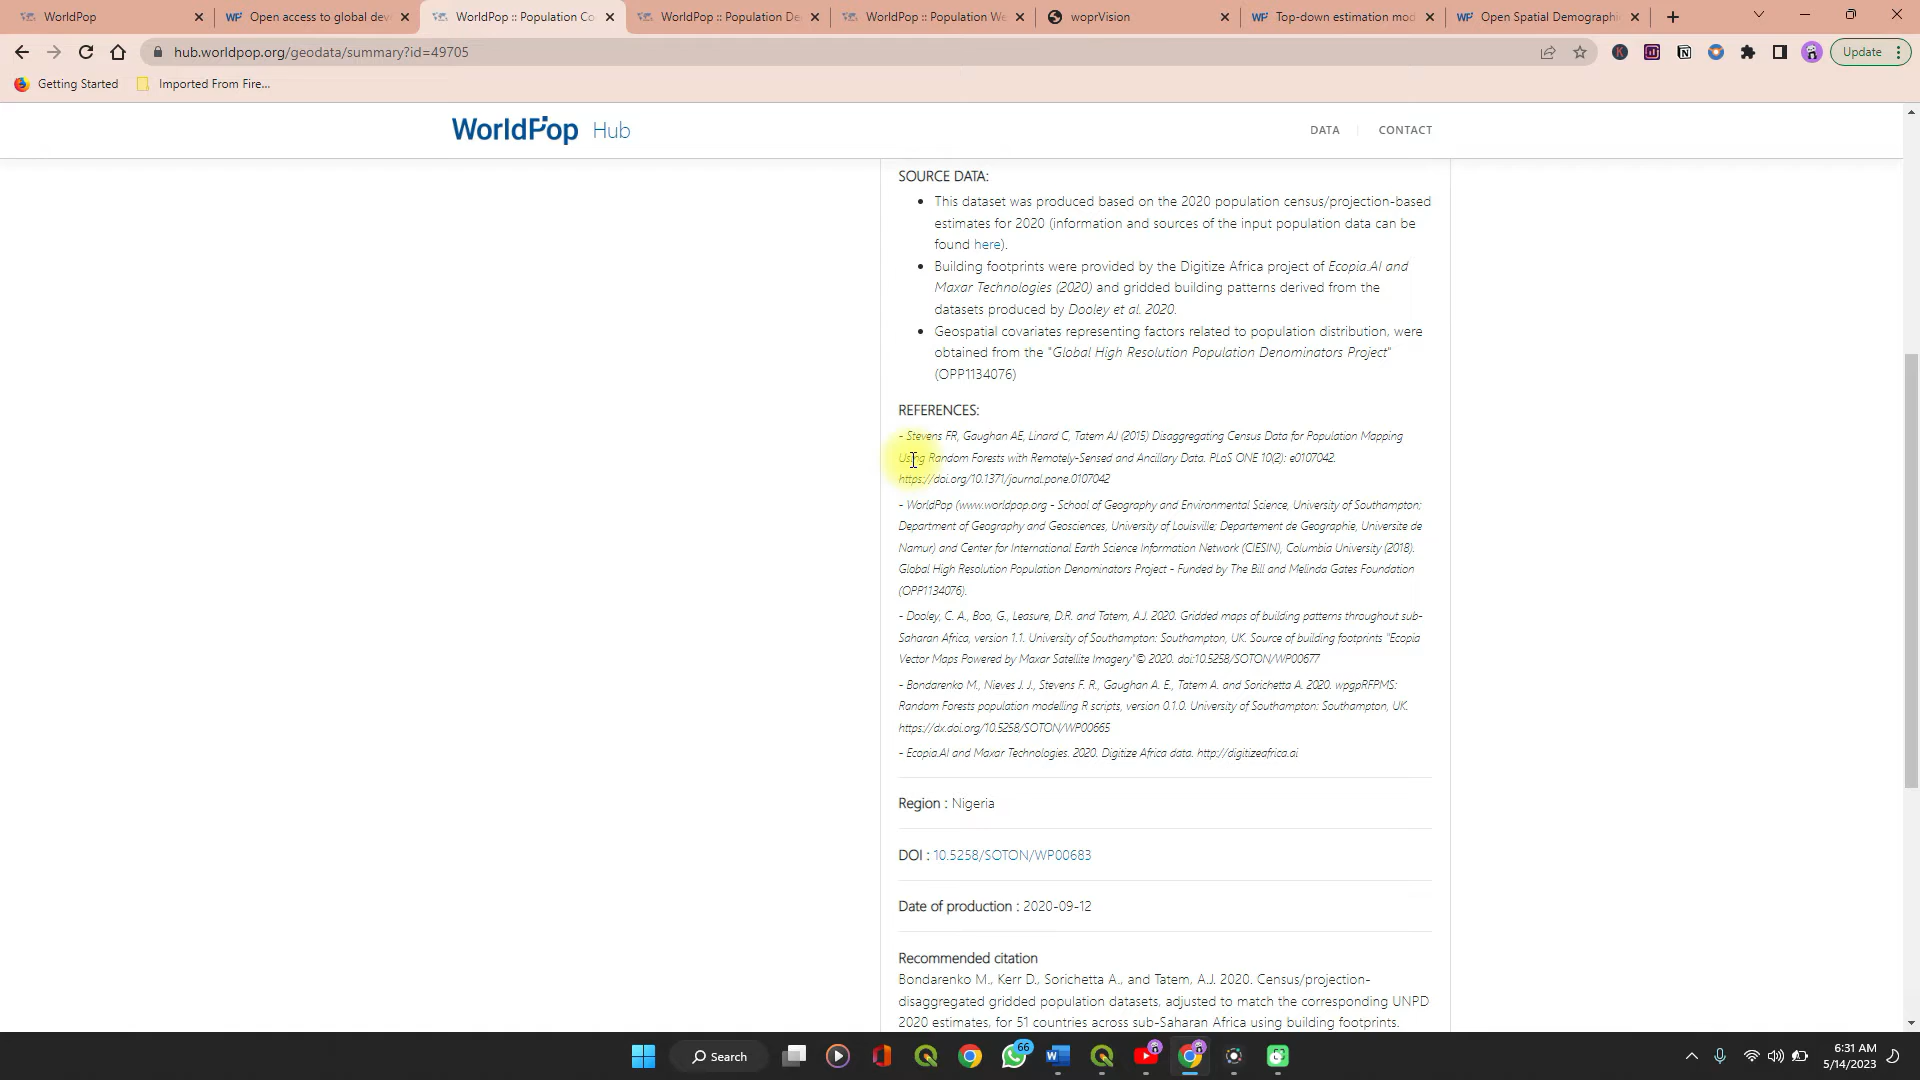 WorldPop
Open access to global dev
WorldPop :: Population Co
WorldPop :: Population De
WorldPop :: Population We
woprVision
Top-down estimation mod
Open Spatial Demographi
hub.worldpop.org/geodata/summary?id=49705
Update
Getting Started
Imported From Fire...
WorldPop Hub
DATA
CONTACT
SOURCE DATA:
• This dataset was produced based on the 2020 population census/projection-based
estimates for 2020 (information and sources of the input population data can be
found here).
• Building footprints were provided by the Digitize Africa project of Ecopia.AI and
Maxar Technologies (2020) and gridded building patterns derived from the
datasets produced by Dooley et al. 2020.
• Geospatial covariates representing factors related to population distribution, were
obtained from the "Global High Resolution Population Denominators Project"
(OPP1134076)
REFERENCES:
- Stevens FR, Gaughan AE, Linard C, Tatem AJ (2015) Disaggregating Census Data for Population Mapping
Using Random Forests with Remotely-Sensed and Ancillary Data. PLoS ONE 10(2): e0107042.
https://doi.org/10.1371/journal.pone.0107042
- WorldPop (www.worldpop.org - School of Geography and Environmental Science, University of Southampton;
Department of Geography and Geosciences, University of Louisville; Departement de Geographie, Universite de
Namur) and Center for International Earth Science Information Network (CIESIN), Columbia University (2018).
Global High Resolution Population Denominators Project - Funded by The Bill and Melinda Gates Foundation
(OPP1134076).
- Dooley, C. A., Boo, G., Leasure, D.R. and Tatem, A.J. 2020. Gridded maps of building patterns throughout sub-
Saharan Africa, version 1.1. University of Southampton: Southampton, UK. Source of building footprints "Ecopia
Vector Maps Powered by Maxar Satellite Imagery"© 2020. doi:10.5258/SOTON/WP00677
- Bondarenko M., Nieves J. J., Stevens F. R., Gaughan A. E., Tatem A. and Sorichetta A. 2020. wpgpRFPMS:
Random Forests population modelling R scripts, version 0.1.0. University of Southampton: Southampton, UK.
https://dx.doi.org/10.5258/SOTON/WP00665
- Ecopia.AI and Maxar Technologies. 2020. Digitize Africa data. http://digitizeafrica.ai
Region : Nigeria
DOI : 10.5258/SOTON/WP00683
Date of production : 2020-09-12
Recommended citation
Bondarenko M., Kerr D., Sorichetta A., and Tatem, A.J. 2020. Census/projection-
disaggregated gridded population datasets, adjusted to match the corresponding UNPD
2020 estimates, for 51 countries across sub-Saharan Africa using building footprints.
Search
66
6:31 AM
5/14/2023